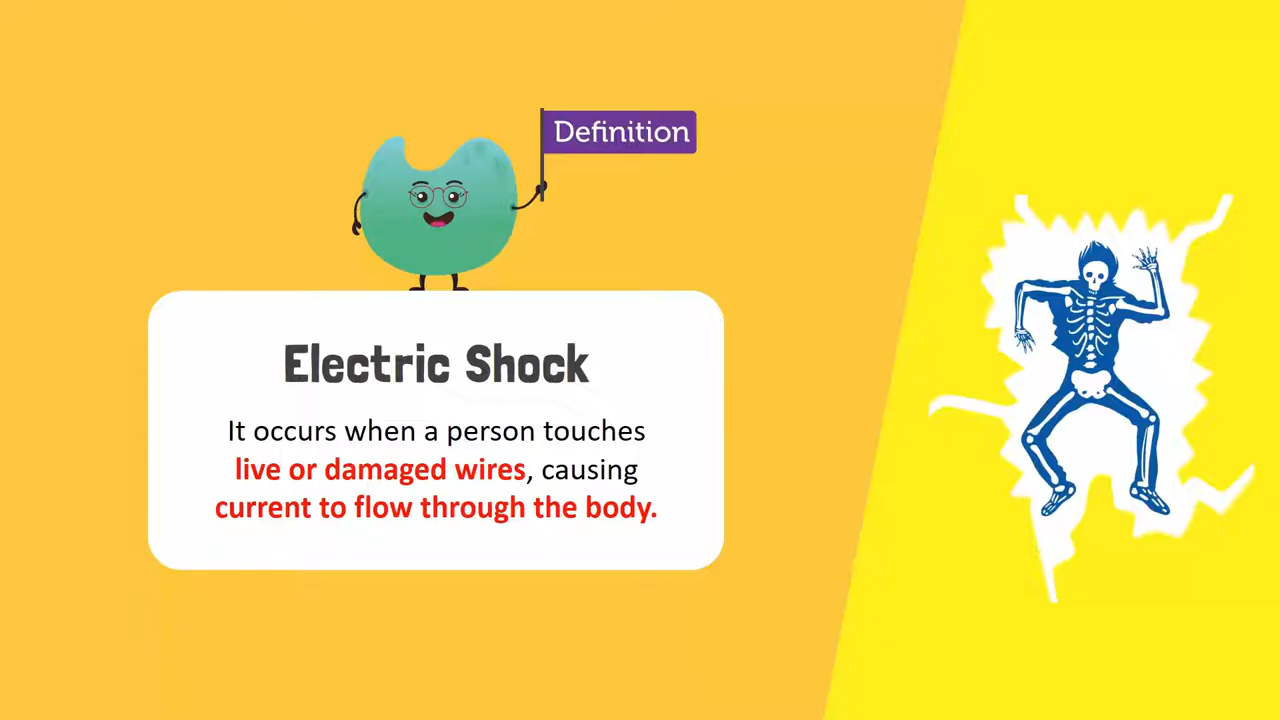 Definition
Electric Shock
It occurs when a person touches
live or damaged wires, causing
current to flow through the body.